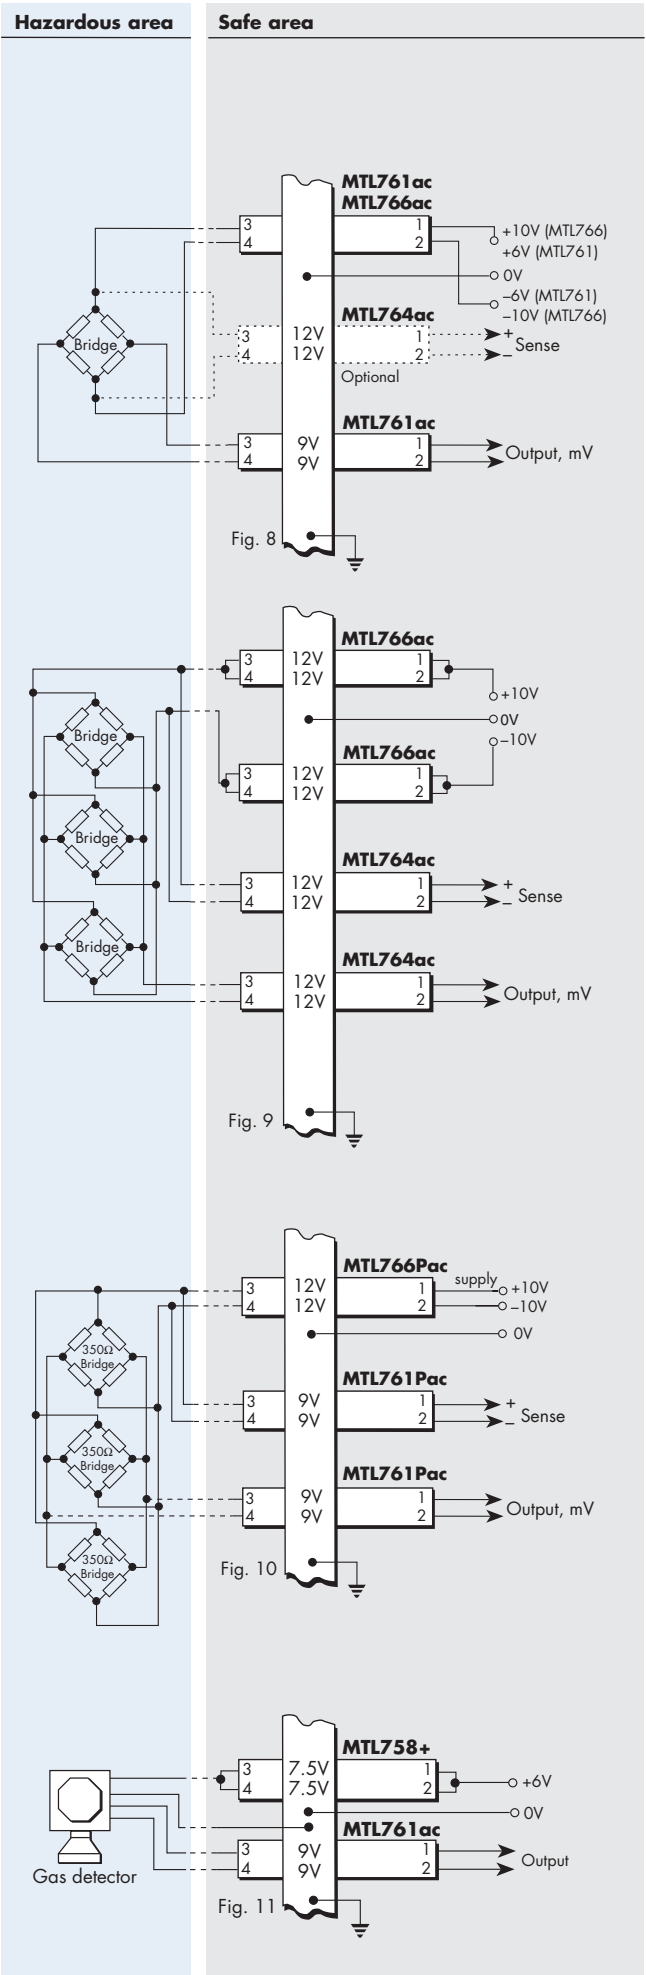 Hazardous area
Safe area
MTL761ac
MTL766ac
3 1
4 2
+10V (MTL766)
+6V (MTL761)
0V
–6V (MTL761)
–10V (MTL766)
Bridge
MTL764ac
3 12V 1
4 12V 2
+
– Sense
Optional
MTL761ac
3 9V 1
4 9V 2
Output, mV
Fig. 8
MTL766ac
3 12V 1
4 12V 2
+10V
0V
–10V
Bridge
MTL766ac
3 12V 1
4 12V 2
Bridge
MTL764ac
3 12V 1
4 12V 2
+
– Sense
Bridge
MTL764ac
3 12V 1
4 12V 2
Output, mV
Fig. 9
MTL766Pac
3 12V 1
4 12V 2
supply
+10V
–10V
0V
350Ω
Bridge
MTL761Pac
3 9V 1
4 9V 2
+
– Sense
350Ω
Bridge
MTL761Pac
3 9V 1
4 9V 2
Output, mV
350Ω
Bridge
Fig. 10
MTL758+
3 7.5V 1
4 7.5V 2
+6V
0V
MTL761ac
3 9V 1
4 9V 2
Output
Gas detector
Fig. 11